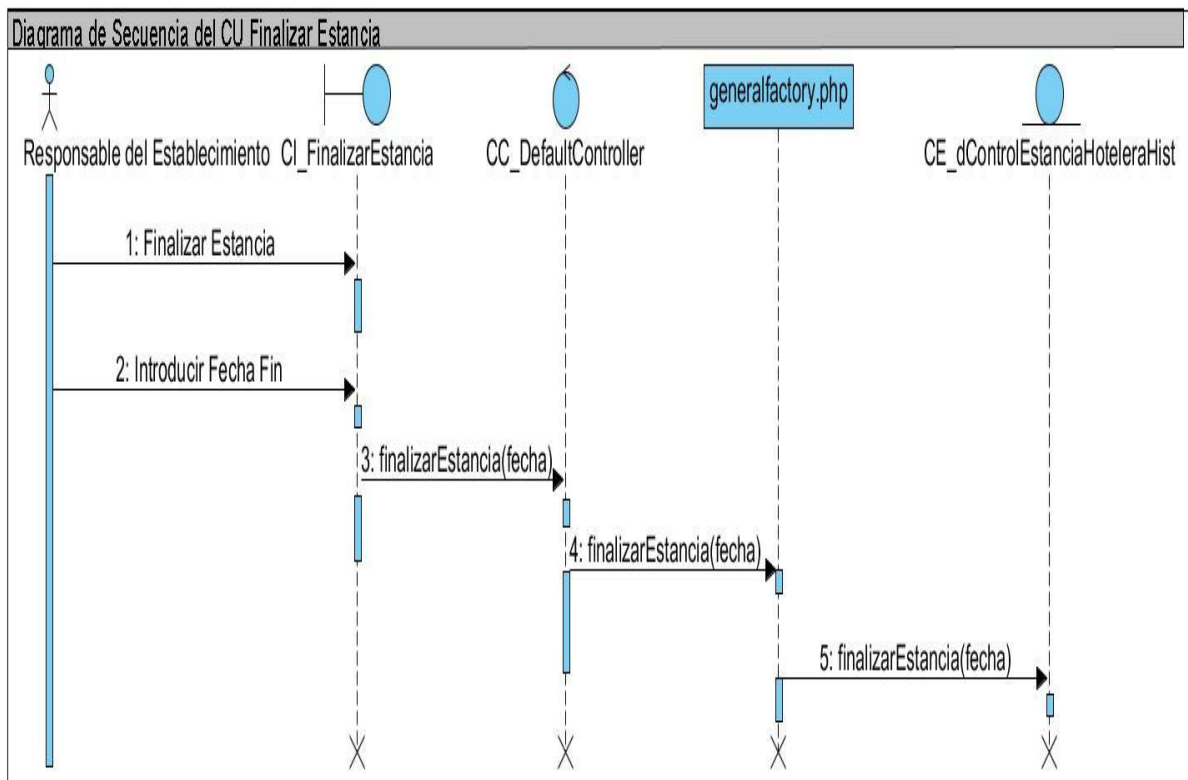 Diagrama de Secuencia del CU Finalizar Estancia
generalfactory.php
Responsable del Establecimiento
CI_FinalizarEstancia
CC_DefaultController
CE_dControlEstanciaHoteleraHist
1: Finalizar Estancia
2: Introducir Fecha Fin
3: finalizarEstancia(fecha)
4: finalizarEstancia(fecha)
5: finalizarEstancia(fecha)